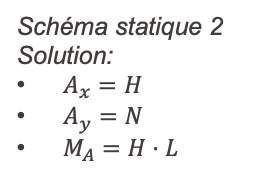 Schéma statique 2
Solution:
• A_x = H
• A_y = N
• M_A = H · L